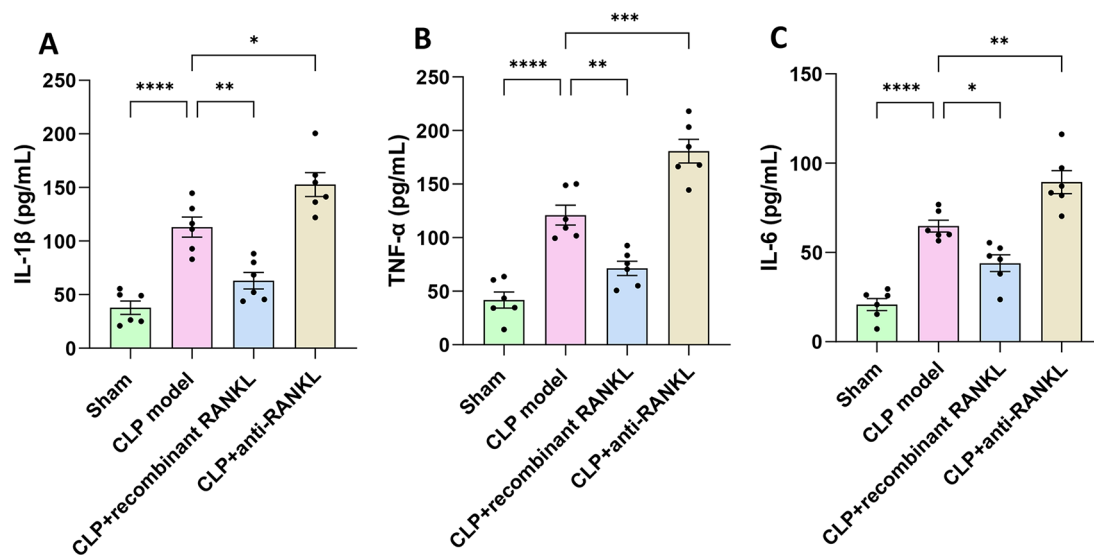 A
IL-1β (pg/mL)
250
200
150
100
50
0
****
**
*
Sham
CLP model
CLP+recombinant RANKL
CLP+anti-RANKL
B
TNF-α (pg/mL)
250
200
150
100
50
0
****
**
***
Sham
CLP model
CLP+recombinant RANKL
CLP+anti-RANKL
C
IL-6 (pg/mL)
150
100
50
0
****
*
**
Sham
CLP model
CLP+recombinant RANKL
CLP+anti-RANKL